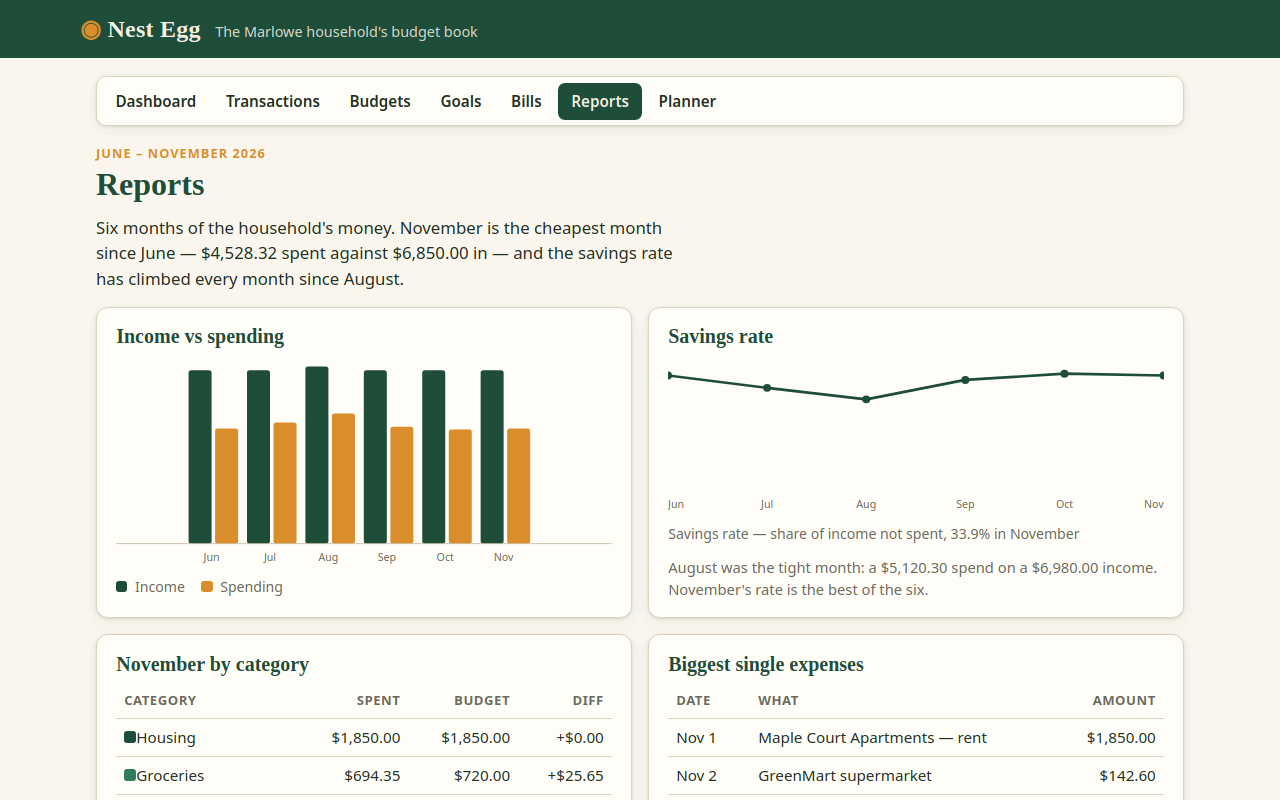 Nest Egg The Marlowe household's budget book
Dashboard Transactions Budgets Goals Bills Reports Planner
JUNE – NOVEMBER 2026
Reports
Six months of the household's money. November is the cheapest month
since June — $4,528.32 spent against $6,850.00 in — and the savings rate
has climbed every month since August.
Income vs spending
Jun Jul Aug Sep Oct Nov
Income Spending
Savings rate
Jun Jul Aug Sep Oct Nov
Savings rate — share of income not spent, 33.9% in November
August was the tight month: a $5,120.30 spend on a $6,980.00 income.
November's rate is the best of the six.
November by category
CATEGORY SPENT BUDGET DIFF
Housing $1,850.00 $1,850.00 +$0.00
Groceries $694.35 $720.00 +$25.65
Biggest single expenses
DATE WHAT AMOUNT
Nov 1 Maple Court Apartments — rent $1,850.00
Nov 2 GreenMart supermarket $142.60